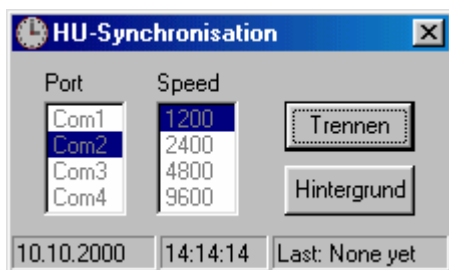 HU-Synchronisation
Port Speed
Com1 1200
Com2 2400
Com3 4800
Com4 9600
Trennen
Hintergrund
10.10.2000 14:14:14 Last: None yet